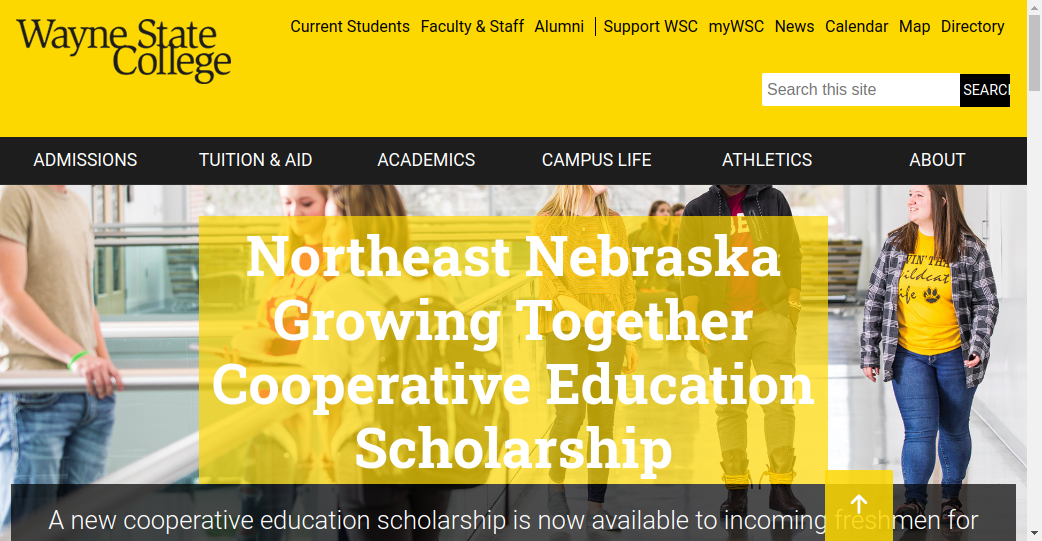 Wayne State
College
Current Students Faculty & Staff Alumni Support WSC myWSC News Calendar Map Directory
Search this site
SEARCH
ADMISSIONS TUITION & AID ACADEMICS CAMPUS LIFE ATHLETICS ABOUT
Northeast Nebraska
Growing Together
Cooperative Education
Scholarship
A new cooperative education scholarship is now available to incoming freshmen for